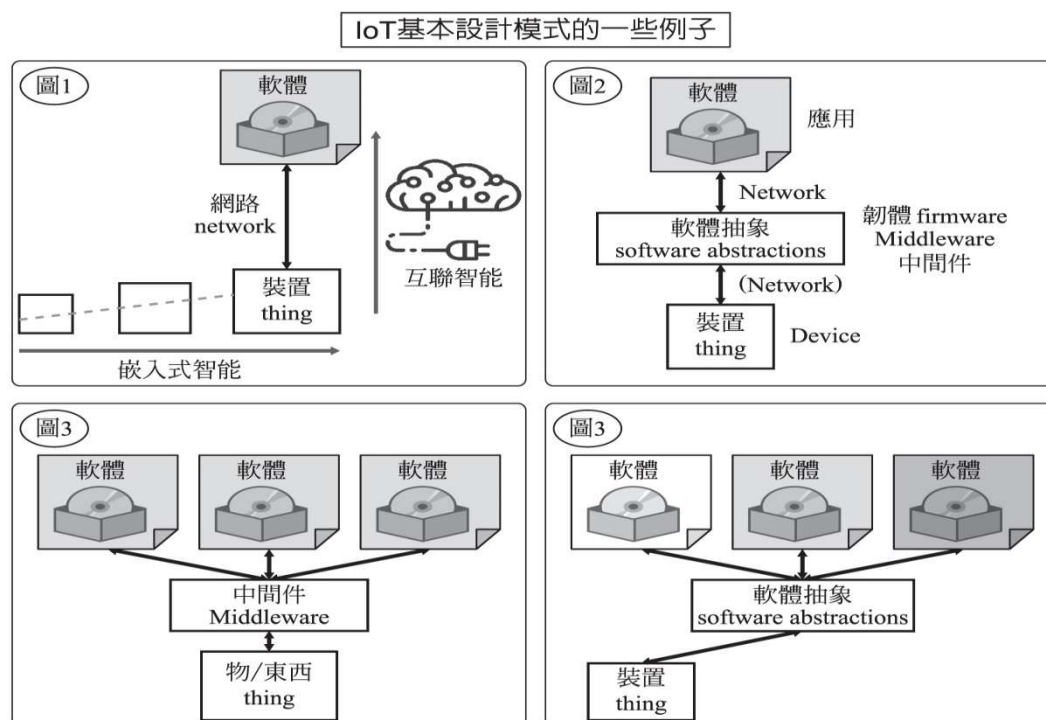 IoT基本設計模式的一些例子
圖1
軟體
網路
network
互聯智能
裝置
thing
嵌入式智能
圖2
軟體
應用
Network
軟體抽象
software abstractions
韌體 firmware
Middleware
中間件
(Network)
裝置
thing
Device
圖3
軟體
軟體
軟體
中間件
Middleware
物/東西
thing
圖3
軟體
軟體
軟體
軟體抽象
software abstractions
裝置
thing